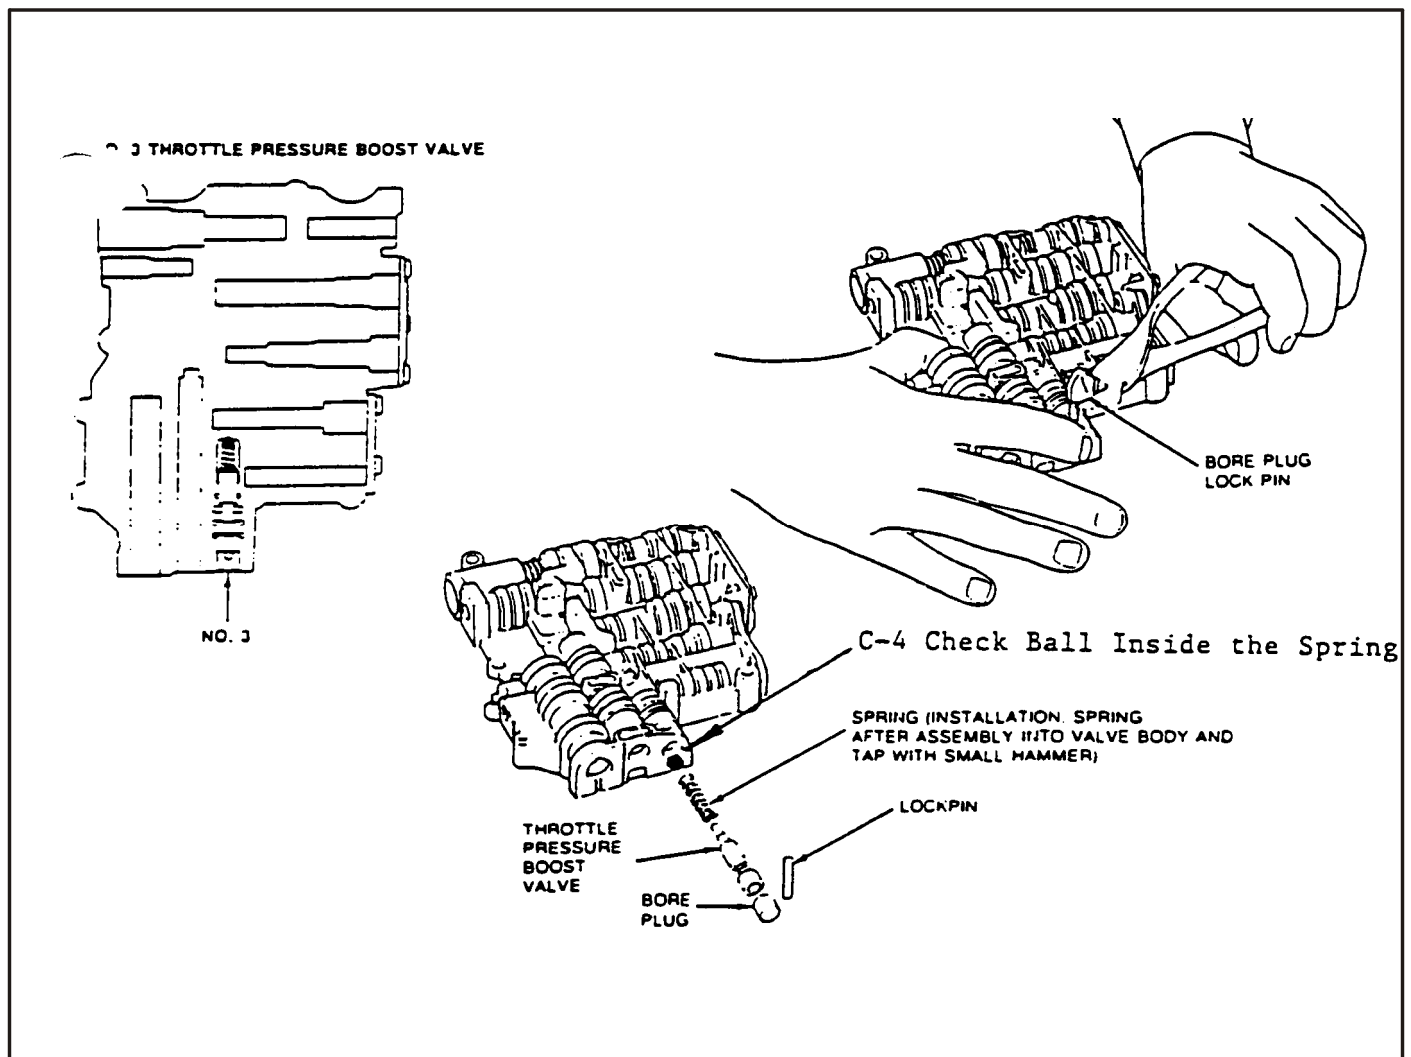 3 THROTTLE PRESSURE BOOST VALVE
BORE PLUG
LOCK PIN
NO. 3
C-4 Check Ball Inside the Spring
SPRING (INSTALLATION. SPRING
AFTER ASSEMBLY INTO VALVE BODY AND
TAP WITH SMALL HAMMER)
LOCKPIN
THROTTLE
PRESSURE
BOOST
VALVE
BORE
PLUG